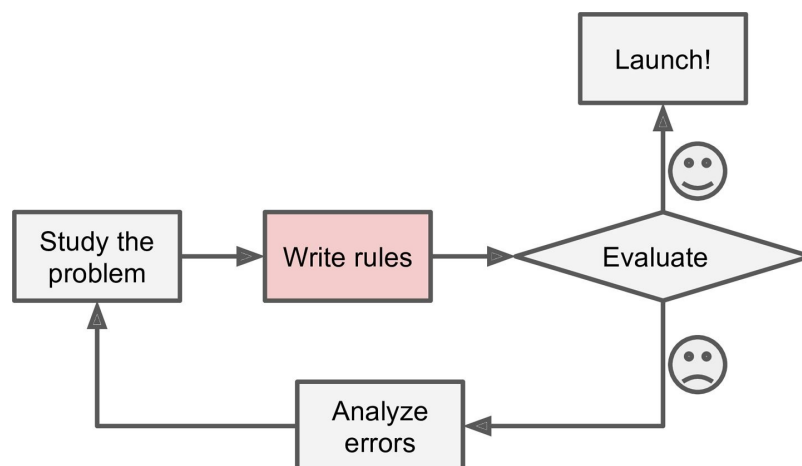 Launch!
Study the
problem
Write rules
Evaluate
Analyze
errors